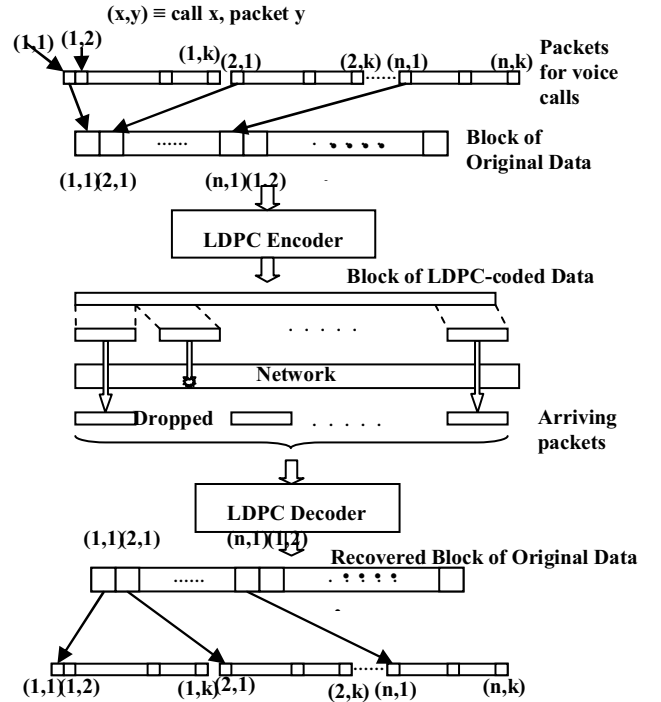 (x,y) ≡ call x, packet y
(1,1) (1,2) (1,k) (2,1) (2,k) (n,1) (n,k)
Packets
for voice
calls
Block of
Original Data
(1,1)(2,1) (n,1)(1,2)
LDPC Encoder
Block of LDPC-coded Data
Network
Dropped
Arriving
packets
LDPC Decoder
(1,1)(2,1) (n,1)(1,2)
Recovered Block of Original Data
(1,1)(1,2) (1,k) (2,1) (2,k) (n,1) (n,k)